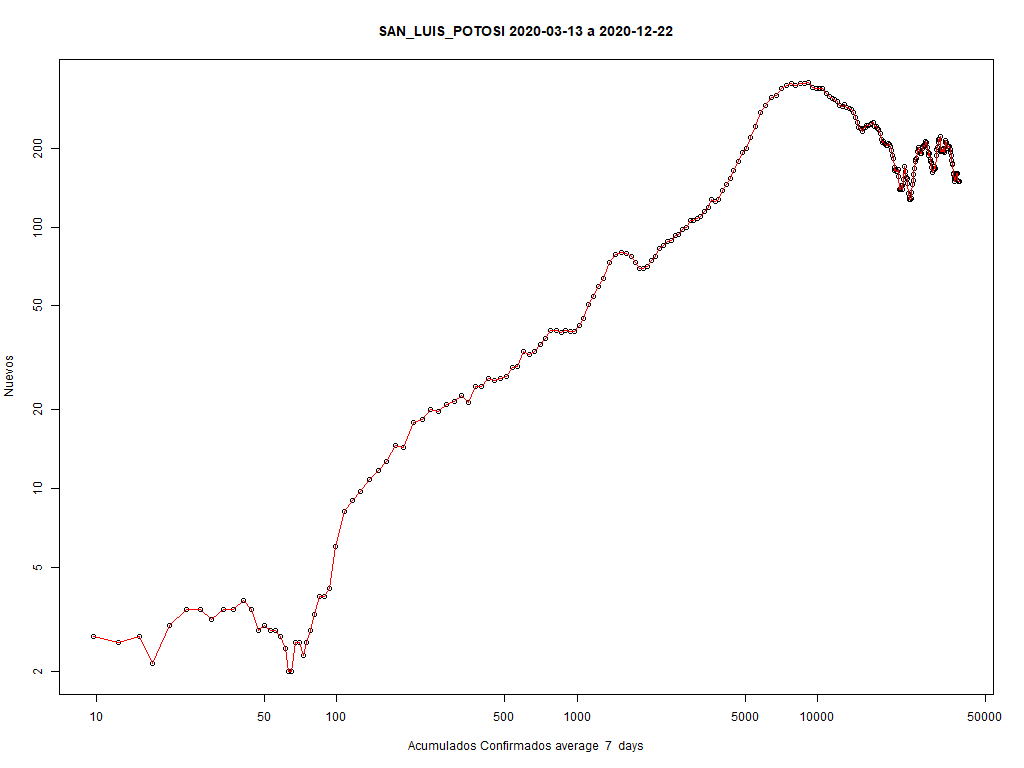 SAN_LUIS_POTOSI 2020-03-13 a 2020-12-22
Nuevos
200
100
50
20
10
5
2
10 50 100 500 1000 5000 10000 50000
Acumulados Confirmados average 7 days